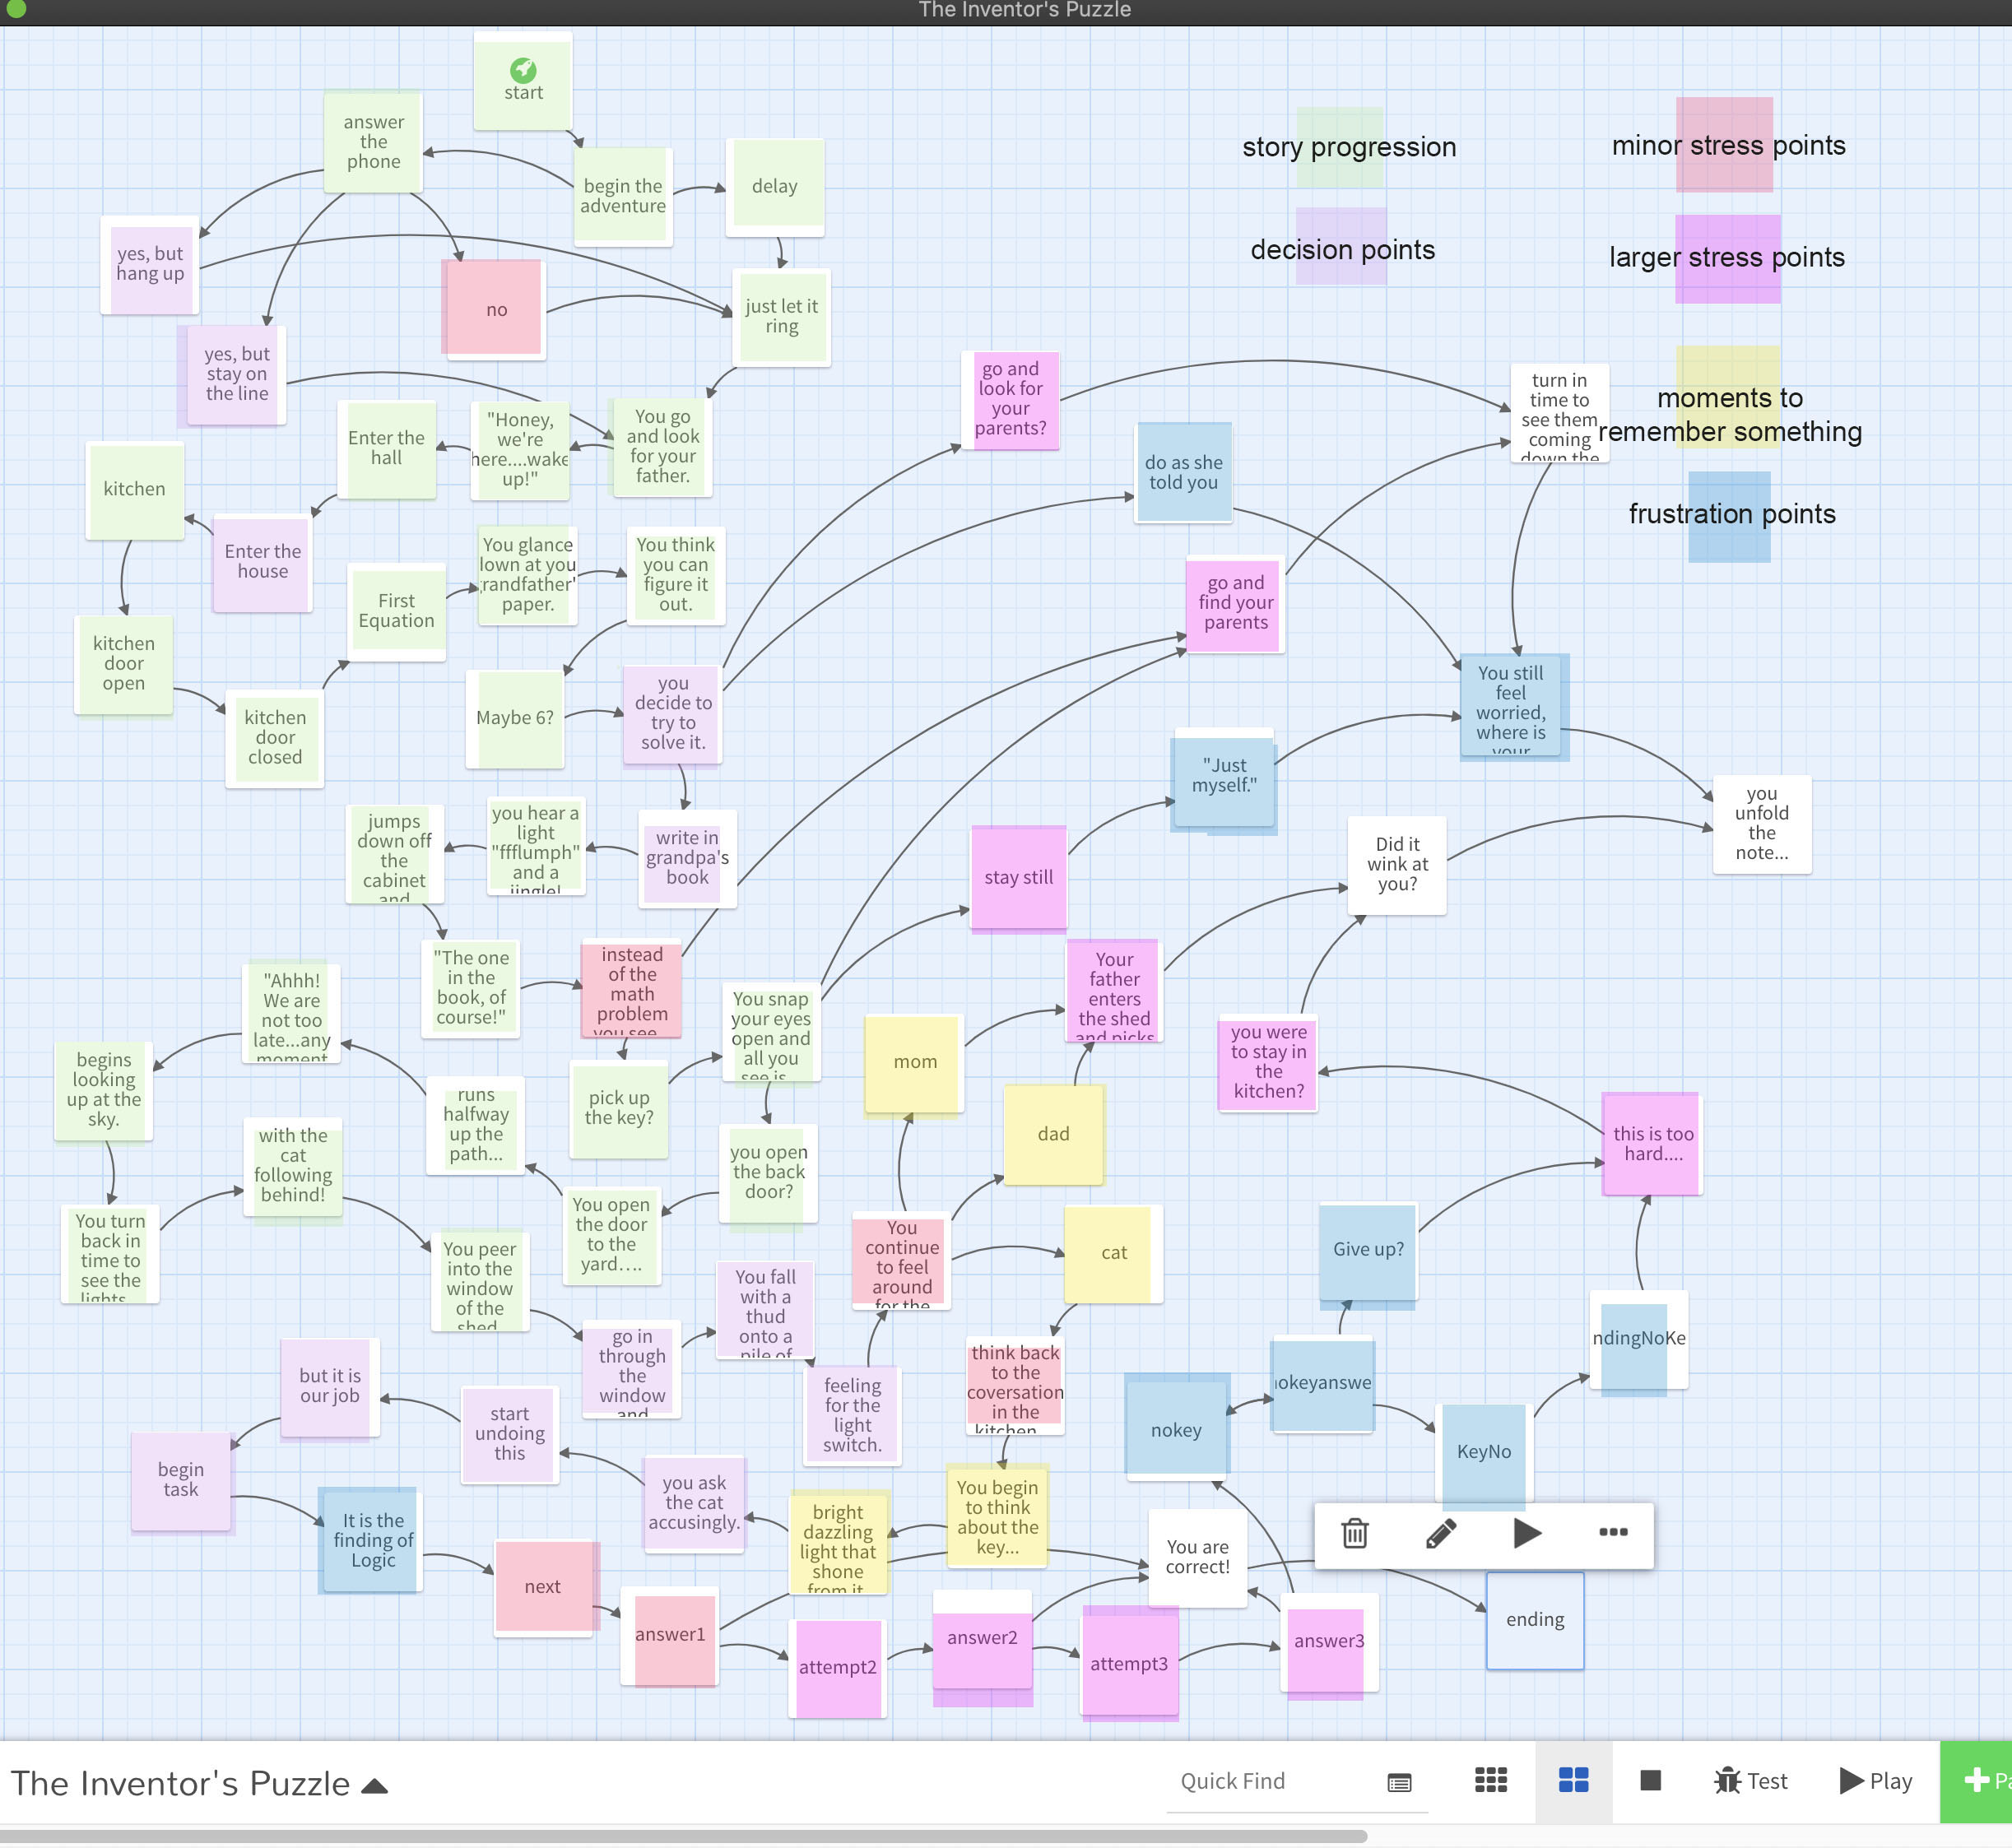 The Inventor's Puzzle
start
answer
the
phone
begin the
adventure
delay
story progression
minor stress points
yes, but
hang up
decision points
larger stress points
no
just let it
ring
yes, but
stay on
the line
go and
look for
your
parents?
turn in
time to
see them
coming
down the
moments to
remember something
Enter the
hall
"Honey,
we're
here....wake
up!"
You go
and look
for your
father.
do as she
told you
kitchen
frustration points
Enter the
house
First
Equation
You glance
down at you
grandfather'
paper.
You think
you can
figure it
out.
go and
find your
parents
kitchen
door
open
kitchen
door
closed
Maybe 6?
you
decide to
try to
solve it.
You still
feel
worried,
where is
your
"Just
myself."
you
unfold
the
note...
jumps
down off
the
cabinet
and
you hear a
light
"ffflumph"
and a
jingle!
write in
grandpa's
book
stay still
Did it
wink at
you?
"The one
in the
book, of
course!"
instead
of the
math
problem
you see
You snap
your eyes
open and
all you
see is
Your
father
enters
the shed
and picks
"Ahhh!
We are
not too
late...any
moment
begins
looking
up at the
sky.
runs
halfway
up the
path...
pick up
the key?
mom
you were
to stay in
the
kitchen?
dad
this is too
hard....
with the
cat
following
behind!
you open
the back
door?
You turn
back in
time to
see the
lights
You peer
into the
window
of the
shed
You open
the door
to the
yard....
You
continue
to feel
around
for the
cat
Give up?
You fall
with a
thud
onto a
pile of
go in
through
the
window
and
ndingNoKe
but it is
our job
start
undoing
this
feeling
for the
light
switch.
think back
to the
coversation
in the
kitchen
nokey
nokeyanswe
KeyNo
begin
task
It is the
finding of
Logic
you ask
the cat
accusingly.
bright
dazzling
light that
shone
from it
You begin
to think
about the
key...
You are
correct!
next
answer1
attempt2
answer2
attempt3
answer3
ending
The Inventor's Puzzle
Quick Find
Test
Play
Pa